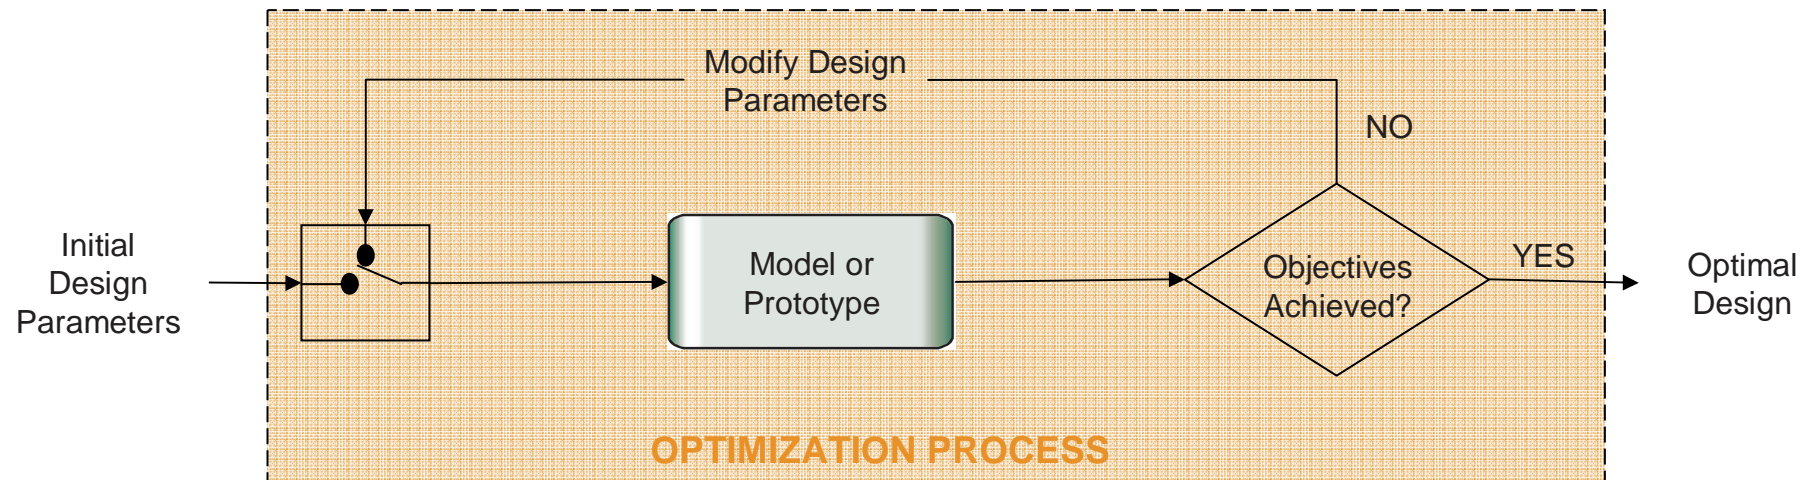 Modify Design
Parameters
NO
Initial
Design
Parameters
Model or
Prototype
Objectives
Achieved?
YES
Optimal
Design
OPTIMIZATION PROCESS